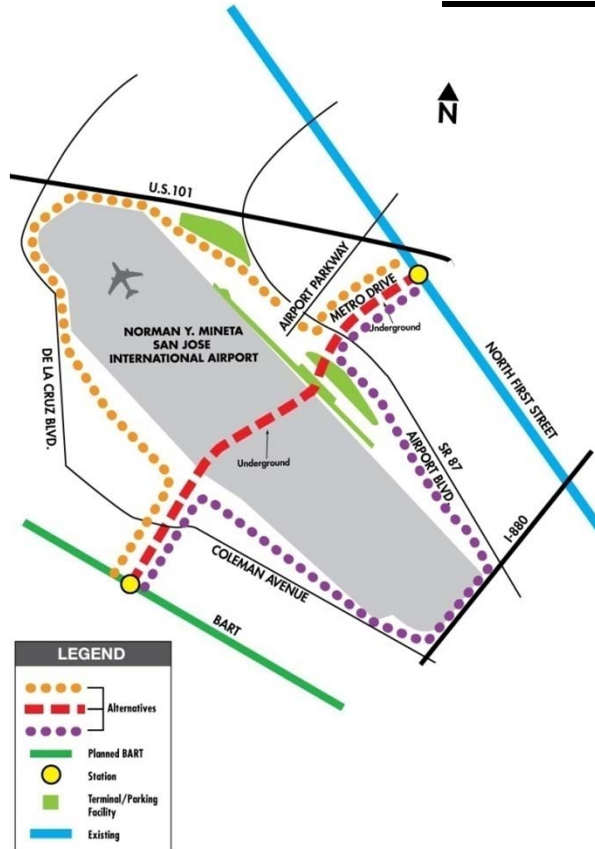 N
U.S.101
AIRPORT PARKWAY
METRO DRIVE
Underground
NORMAN Y. MINETA
SAN JOSE
INTERNATIONAL AIRPORT
NORTH FIRST STREET
DE LA CRUZ BLVD.
SR 87
AIRPORT BLVD
Underground
I-880
COLEMAN AVENUE
BART
LEGEND
Alternatives
Planned BART
Station
Terminal/Parking
Facility
Existing